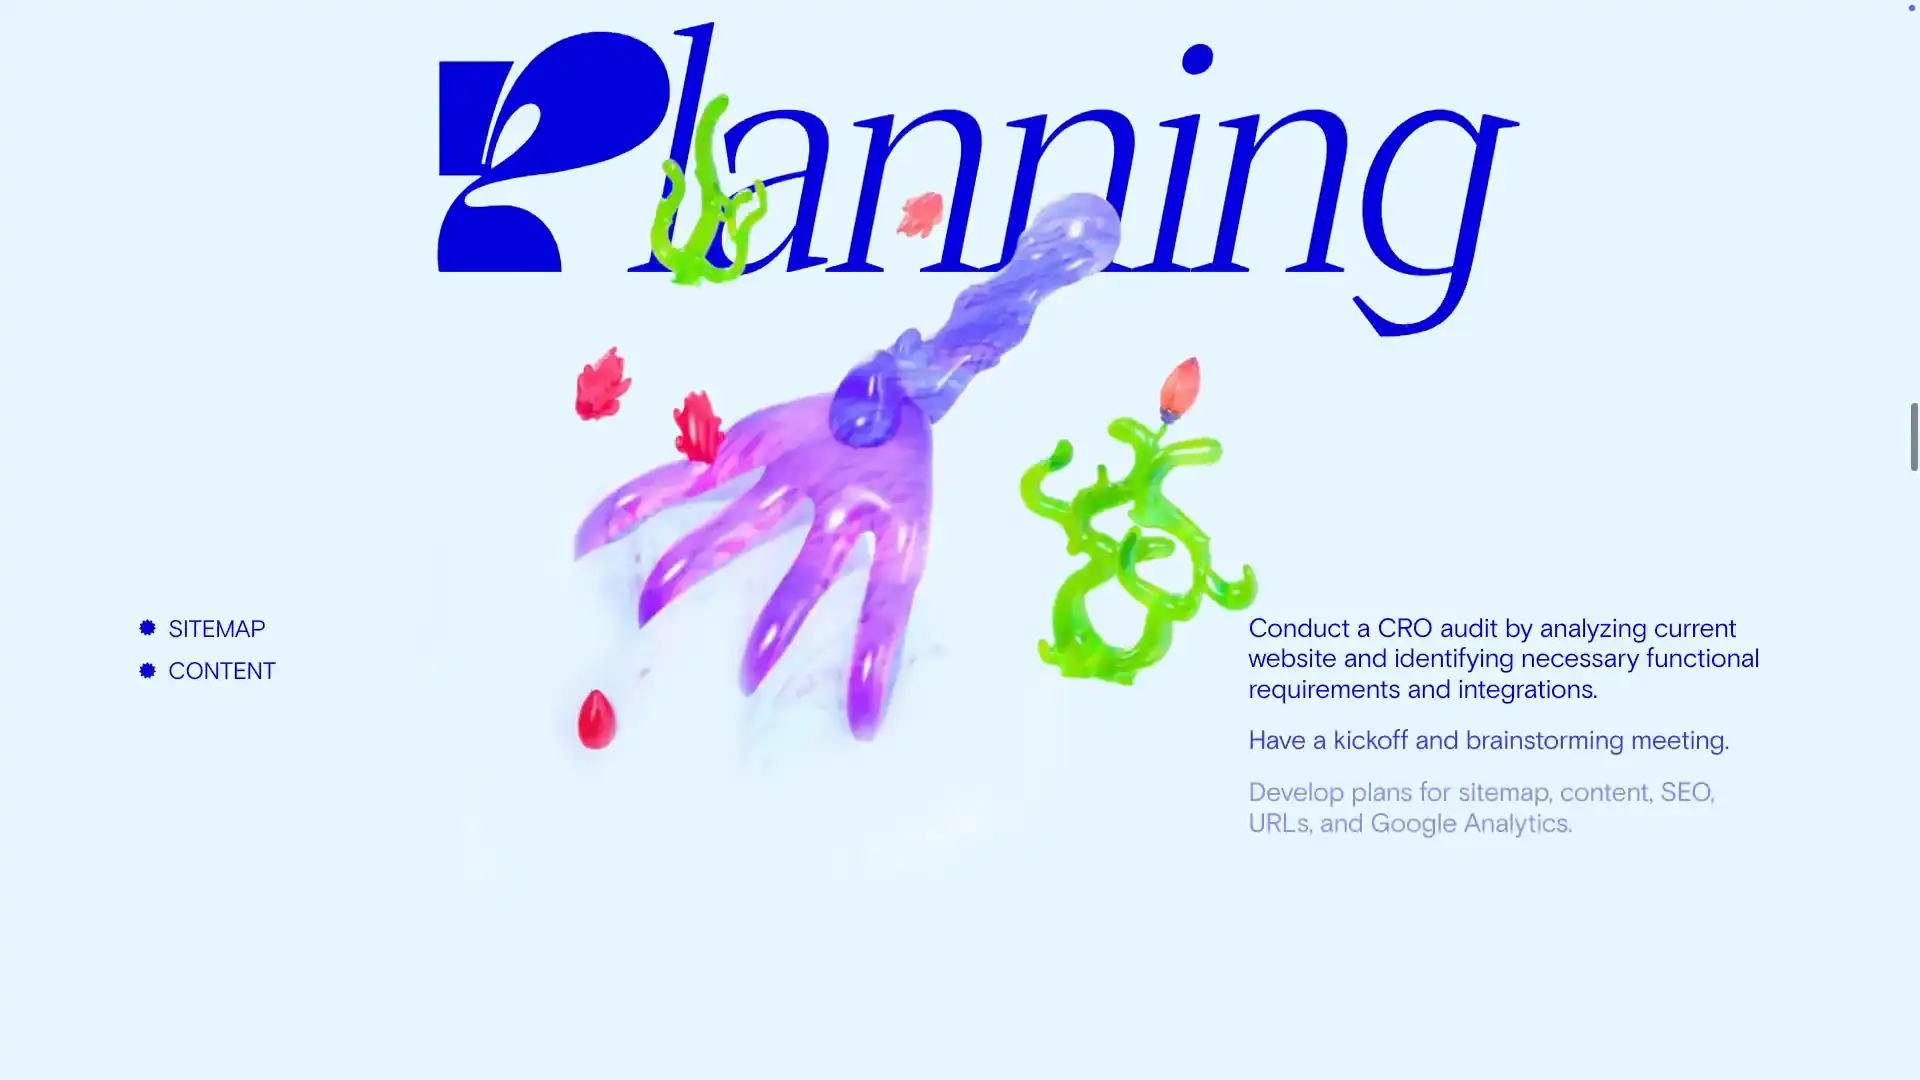 Planning
SITEMAP
CONTENT
Conduct a CRO audit by analyzing current
website and identifying necessary functional
requirements and integrations.
Have a kickoff and brainstorming meeting.
Develop plans for sitemap, content, SEO,
URLs, and Google Analytics.